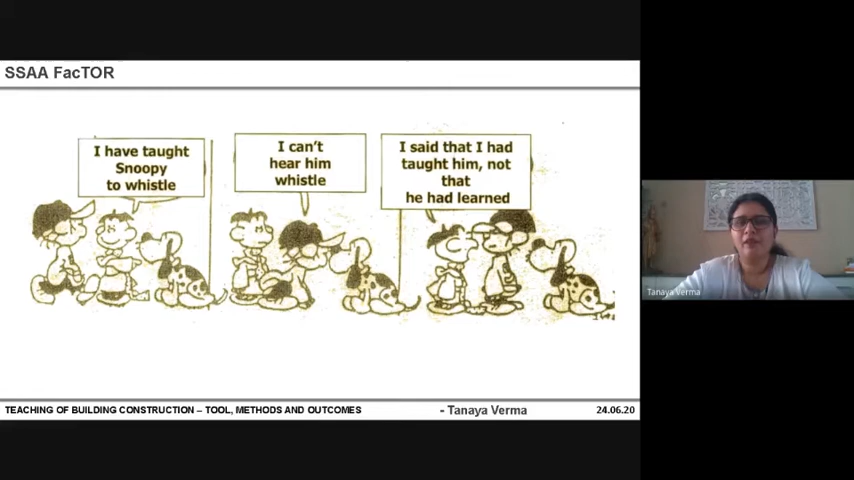 SSAA FacTOR
I have taught
Snoopy
to whistle
I can't
hear him
whistle
I said that I had
taught him, not
that
he had learned
Tanaya Verma
TEACHING OF BUILDING CONSTRUCTION – TOOL, METHODS AND OUTCOMES
- Tanaya Verma
24.06.20